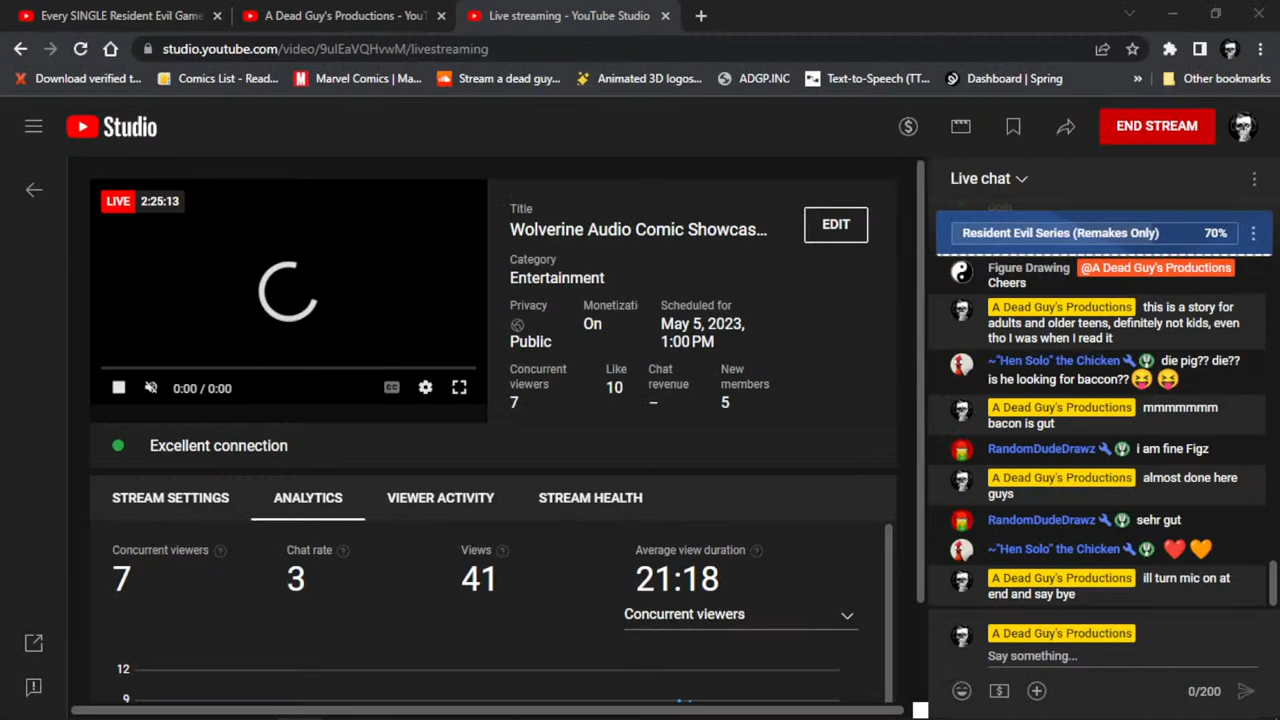 Every SINGLE Resident Evil Game
A Dead Guy's Productions - YouT
Live streaming - YouTube Studio
studio.youtube.com/video/9ulEaVQHvwM/livestreaming
Download verified t...
Comics List - Read...
Marvel Comics | Ma...
Stream a dead guy...
Animated 3D logos...
ADGP.INC
Text-to-Speech (TT...
Dashboard | Spring
»
Other bookmarks
Studio
END STREAM
LIVE 2:25:13
0:00 / 0:00
CC
Excellent connection
Title
Wolverine Audio Comic Showcas...
EDIT
Category
Entertainment
Privacy
Public
Monetizati
On
Scheduled for
May 5, 2023,
1:00 PM
Concurrent
viewers
7
Like
10
Chat
revenue
–
New
members
5
STREAM SETTINGS
ANALYTICS
VIEWER ACTIVITY
STREAM HEALTH
Concurrent viewers
7
Chat rate
3
Views
41
Average view duration
21:18
Concurrent viewers
12
9
Live chat
Resident Evil Series (Remakes Only) 70%
Figure Drawing @A Dead Guy's Productions
Cheers
A Dead Guy's Productions this is a story for
adults and older teens, definitely not kids, even
tho I was when I read it
~"Hen Solo" the Chicken die pig?? die??
is he looking for baccon??😝😝
A Dead Guy's Productions mmmmmmm
bacon is gut
RandomDudeDrawz i am fine Figz
A Dead Guy's Productions almost done here
guys
RandomDudeDrawz sehr gut
~"Hen Solo" the Chicken ❤️🧡
A Dead Guy's Productions ill turn mic on at
end and say bye
A Dead Guy's Productions
Say something...
0/200